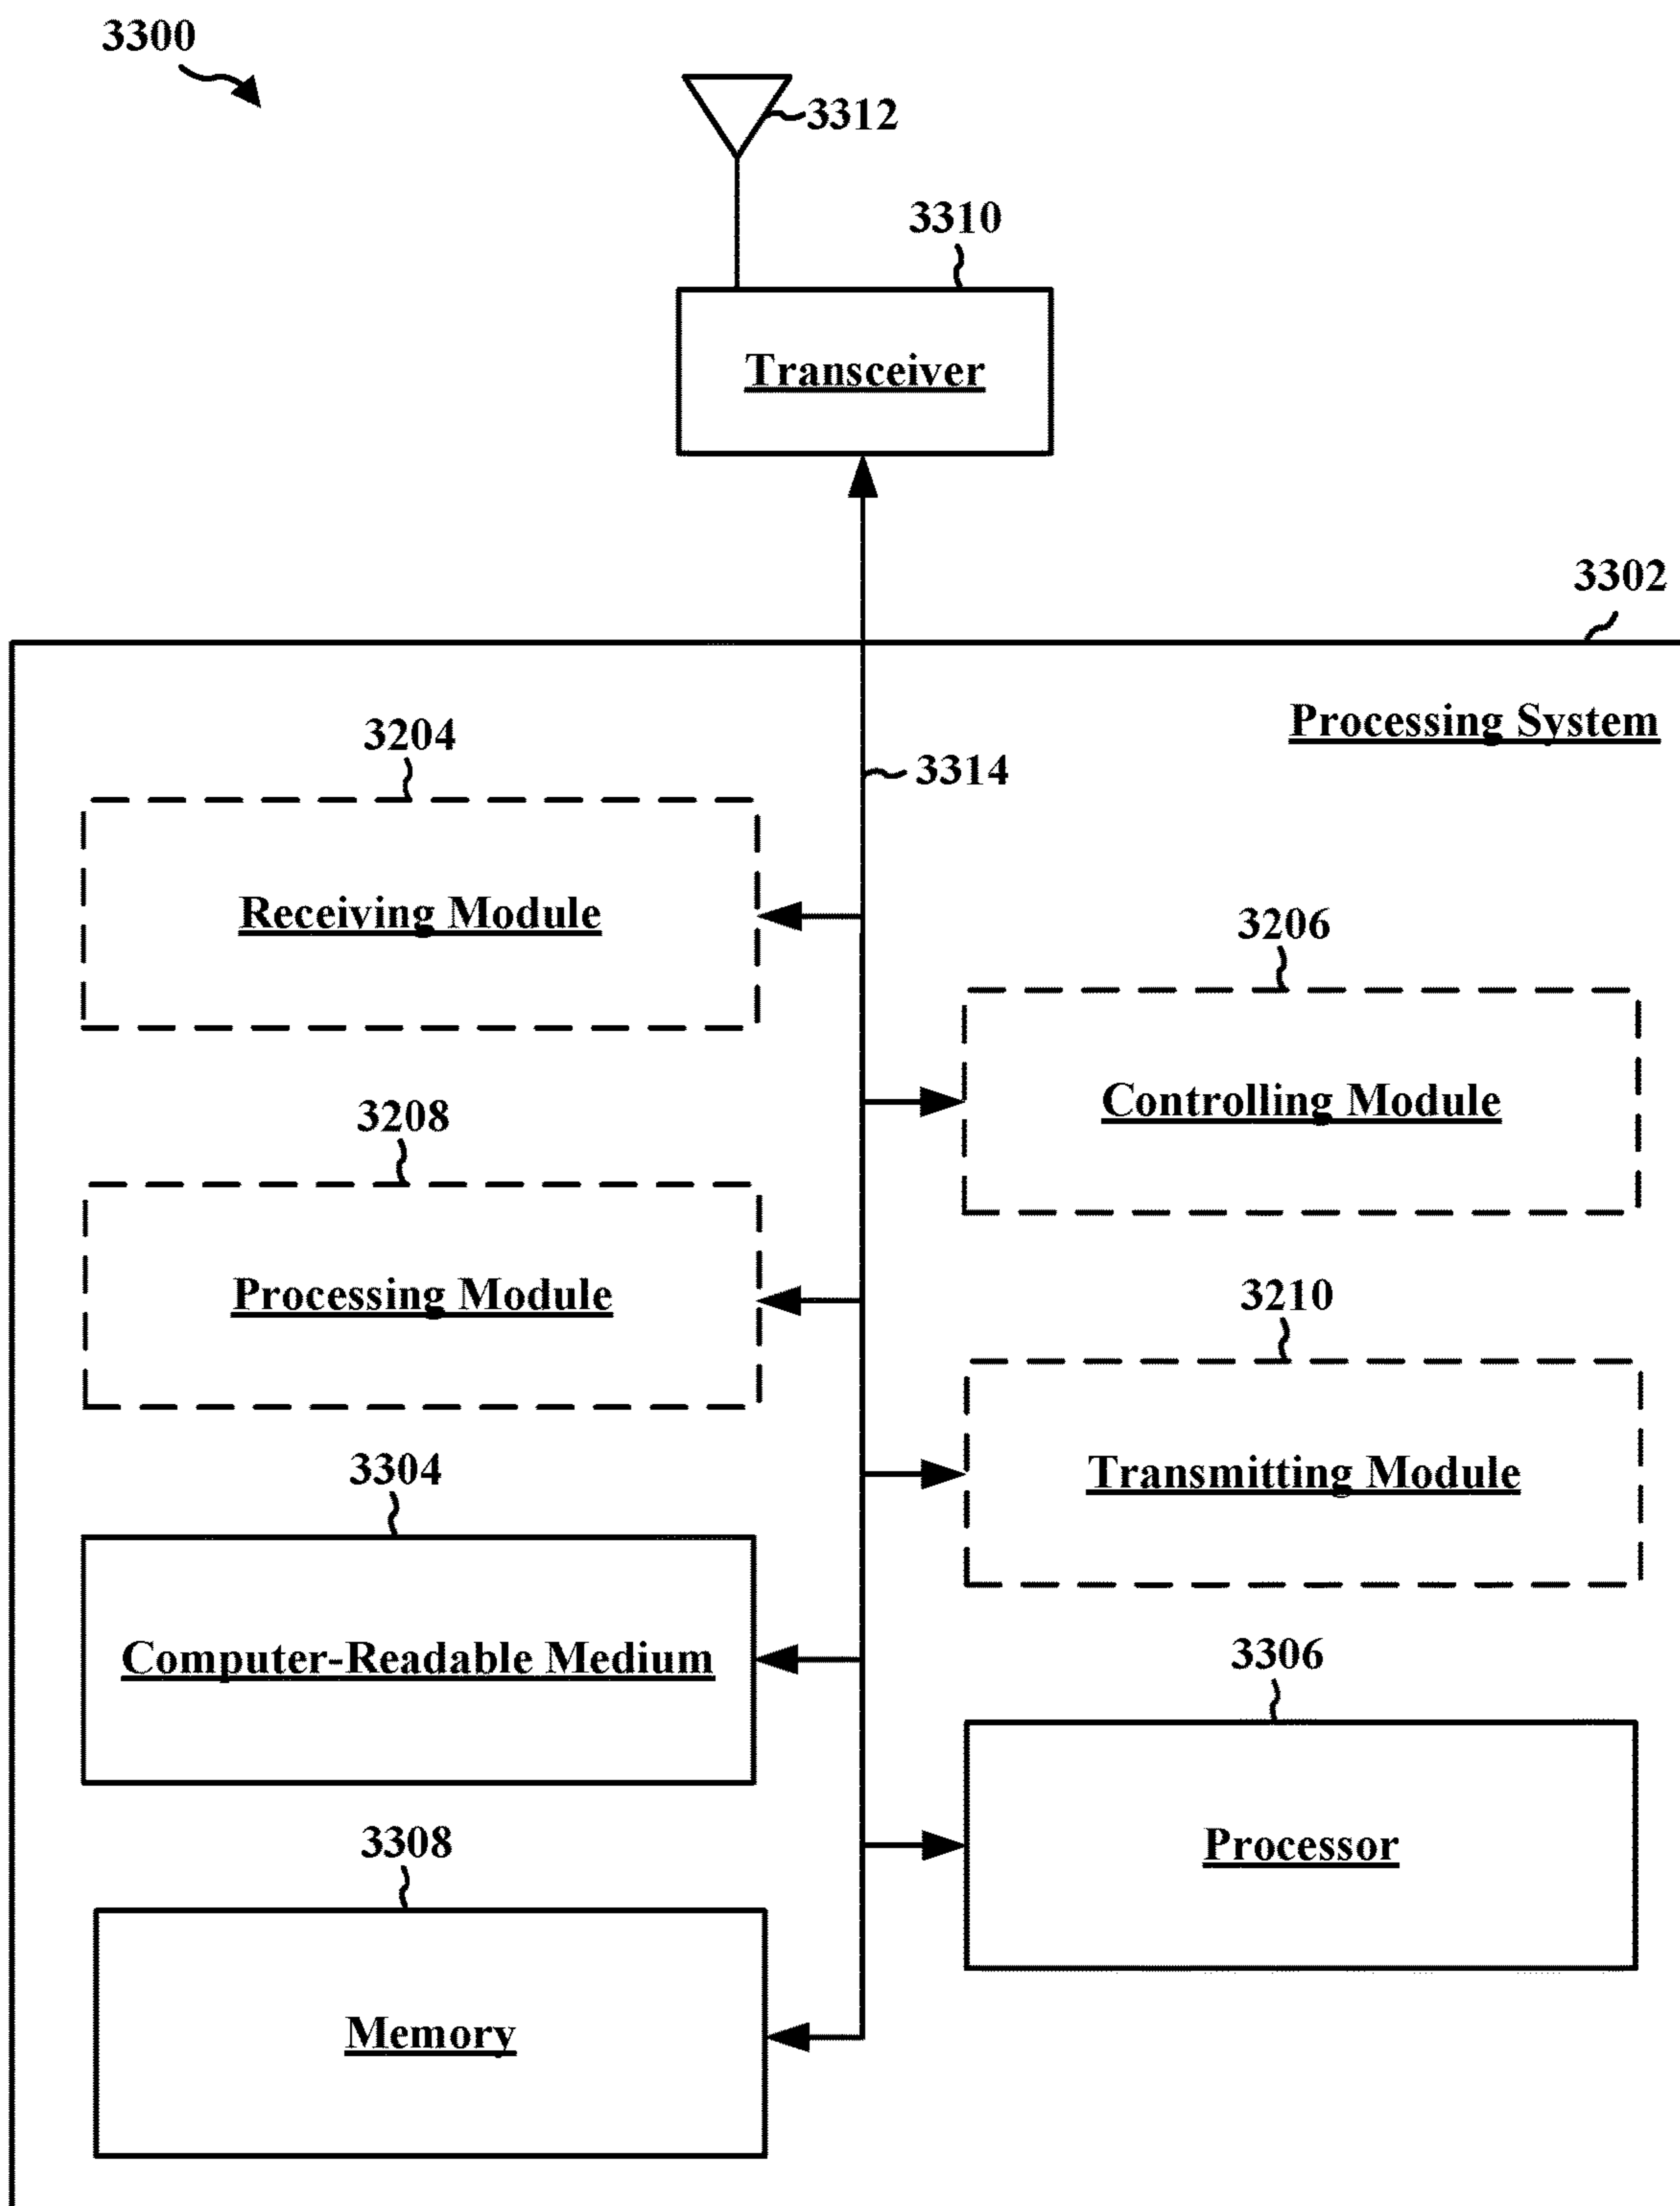 3300
3312
3310
Transceiver
3302
Processing System
3204
3314
Receiving Module
3206
Controlling Module
3208
Processing Module
3210
Transmitting Module
3304
Computer-Readable Medium
3306
Processor
3308
Memory